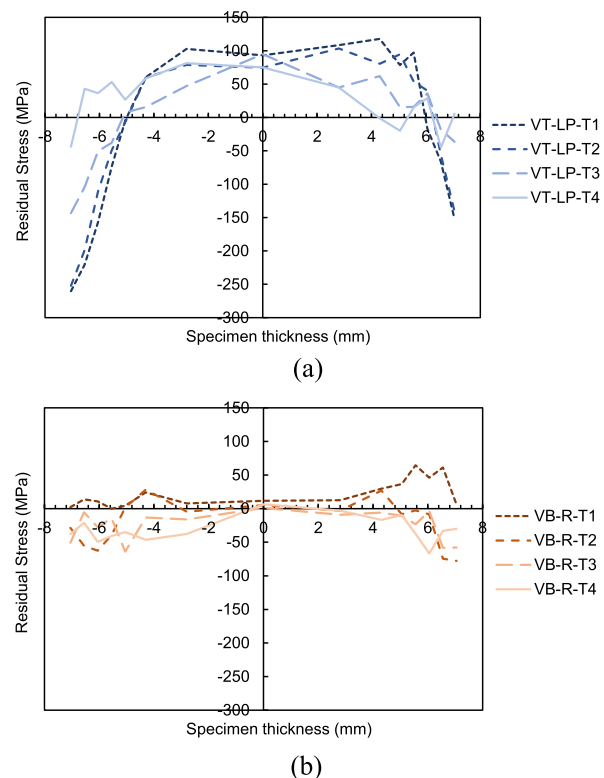 150
100
50
0
-50
-100
-150
-200
-250
-300
-8 -6 -4 -2 0 2 4 6 8
Residual Stress (MPa)
Specimen thickness (mm)
VT-LP-T1
VT-LP-T2
VT-LP-T3
VT-LP-T4
(a)
150
100
50
0
-50
-100
-150
-200
-250
-300
-8 -6 -4 -2 0 2 4 6 8
Residual Stress (MPa)
Specimen thickness (mm)
VB-R-T1
VB-R-T2
VB-R-T3
VB-R-T4
(b)